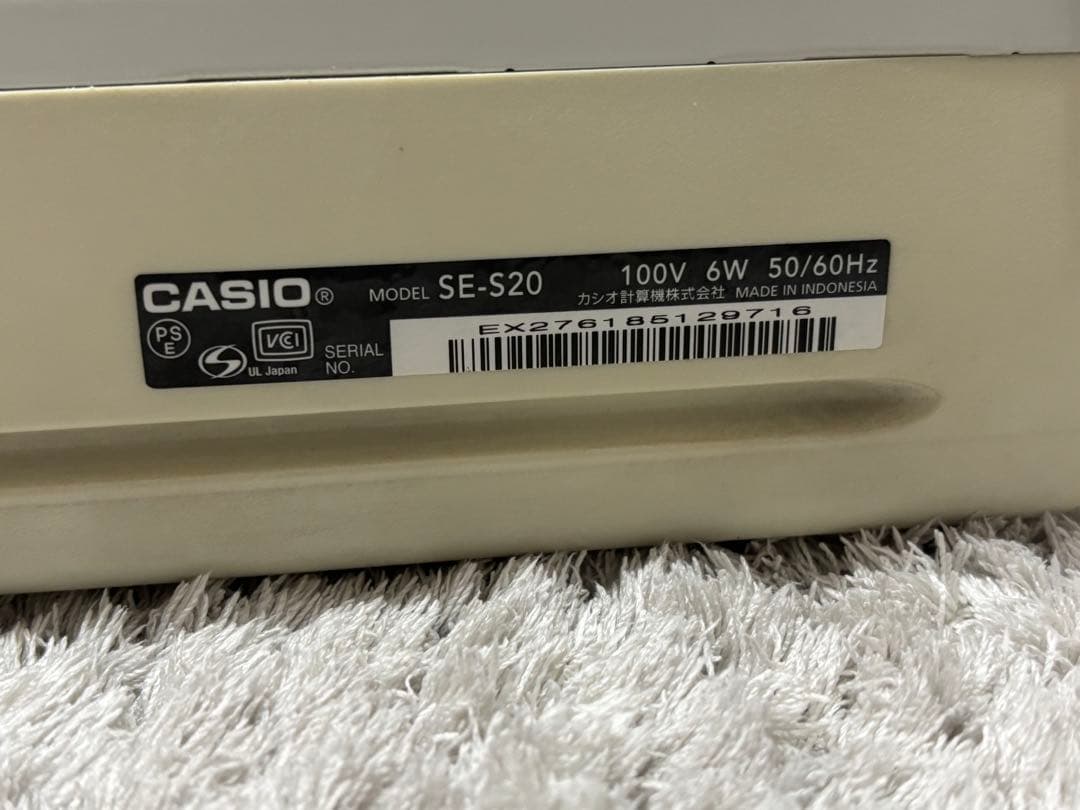 CASIO® MODEL SE-S20 100V 6W 50/60Hz
カシオ計算機株式会社 MADE IN INDONESIA
PS E
VCI
S UL Japan
SERIAL NO.
EX276185129716